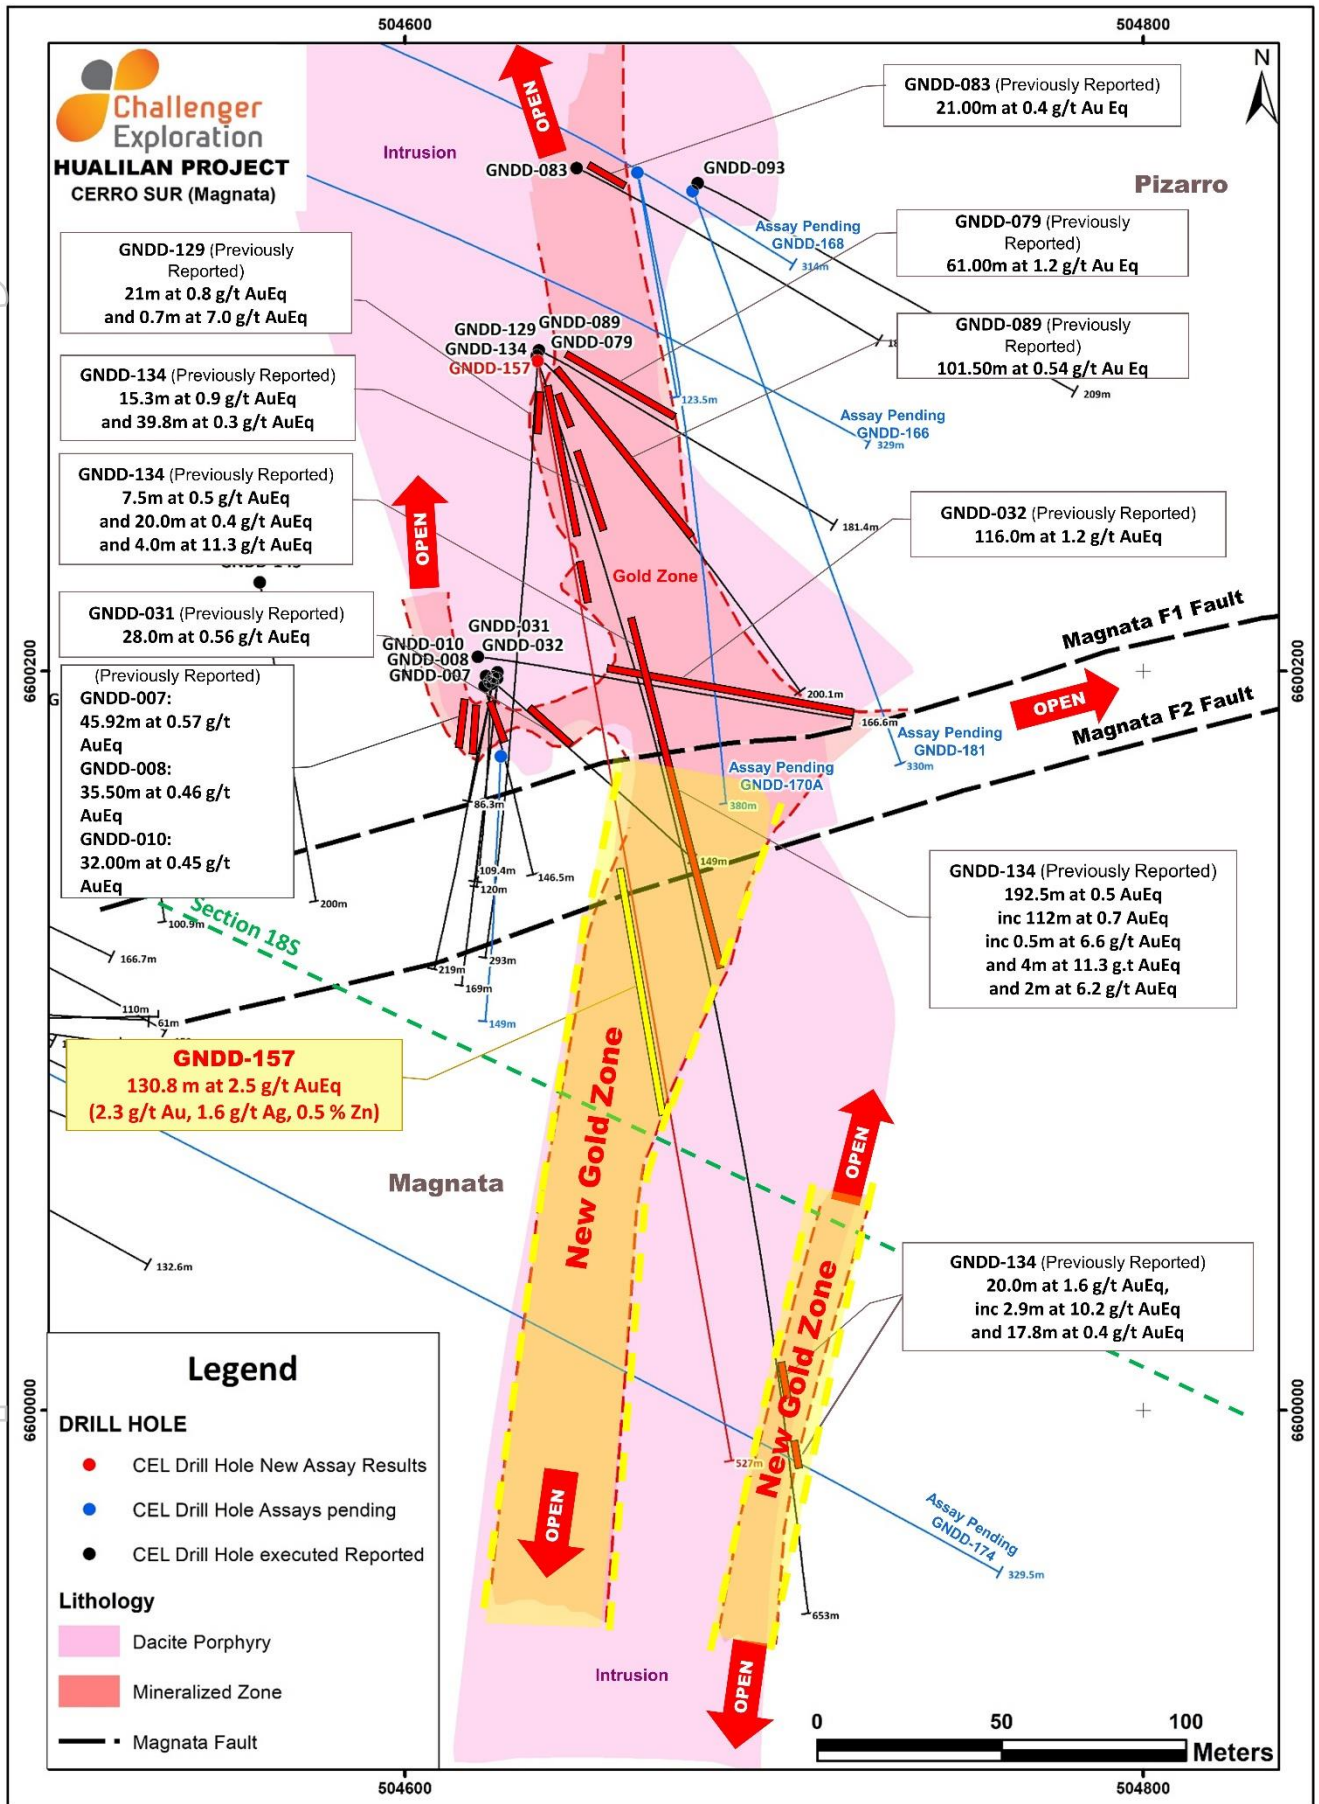 504600
504800
Challenger
Exploration
HUALILAN PROJECT
CERRO SUR (Magnata)
N
OPEN
Intrusion
GNDD-083 (Previously Reported)
21.00m at 0.4 g/t Au Eq
GNDD-083
GNDD-093
Pizarro
Assay Pending
GNDD-168
314m
GNDD-079 (Previously
Reported)
61.00m at 1.2 g/t Au Eq
GNDD-129 (Previously
Reported)
21m at 0.8 g/t AuEq
and 0.7m at 7.0 g/t AuEq
GNDD-129
GNDD-089
GNDD-134
GNDD-079
GNDD-157
GNDD-089 (Previously
Reported)
101.50m at 0.54 g/t Au Eq
18
209m
123.5m
Assay Pending
GNDD-166
329m
GNDD-134 (Previously Reported)
15.3m at 0.9 g/t AuEq
and 39.8m at 0.3 g/t AuEq
GNDD-134 (Previously Reported)
7.5m at 0.5 g/t AuEq
and 20.0m at 0.4 g/t AuEq
and 4.0m at 11.3 g/t AuEq
181.4m
GNDD-032 (Previously Reported)
116.0m at 1.2 g/t AuEq
OPEN
Gold Zone
GNDD-031 (Previously Reported)
28.0m at 0.56 g/t AuEq
GNDD-031
GNDD-010
GNDD-032
GNDD-008
GNDD-007
Magnata F1 Fault
6600200
6600200
G
(Previously Reported)
GNDD-007:
45.92m at 0.57 g/t
AuEq
GNDD-008:
35.50m at 0.46 g/t
AuEq
GNDD-010:
32.00m at 0.45 g/t
AuEq
200.1m
166.6m
OPEN
Magnata F2 Fault
Assay Pending
GNDD-181
330m
Assay Pending
GNDD-170A
380m
86.3m
149m
109.4m
120m
146.5m
200m
100.9m
Section 18S
166.7m
219m
293m
169m
149m
110m
61m
GNDD-134 (Previously Reported)
192.5m at 0.5 AuEq
inc 112m at 0.7 AuEq
inc 0.5m at 6.6 g/t AuEq
and 4m at 11.3 g.t AuEq
and 2m at 6.2 g/t AuEq
GNDD-157
130.8 m at 2.5 g/t AuEq
(2.3 g/t Au, 1.6 g/t Ag, 0.5 % Zn)
New Gold Zone
OPEN
Magnata
132.6m
GNDD-134 (Previously Reported)
20.0m at 1.6 g/t AuEq,
inc 2.9m at 10.2 g/t AuEq
and 17.8m at 0.4 g/t AuEq
New Gold Zone
6600000
6600000
527m
OPEN
Assay Pending
GNDD-174
329.5m
653m
Intrusion
OPEN
Legend
DRILL HOLE
CEL Drill Hole New Assay Results
CEL Drill Hole Assays pending
CEL Drill Hole executed Reported
Lithology
Dacite Porphyry
Mineralized Zone
Magnata Fault
0
50
100
Meters
504600
504800